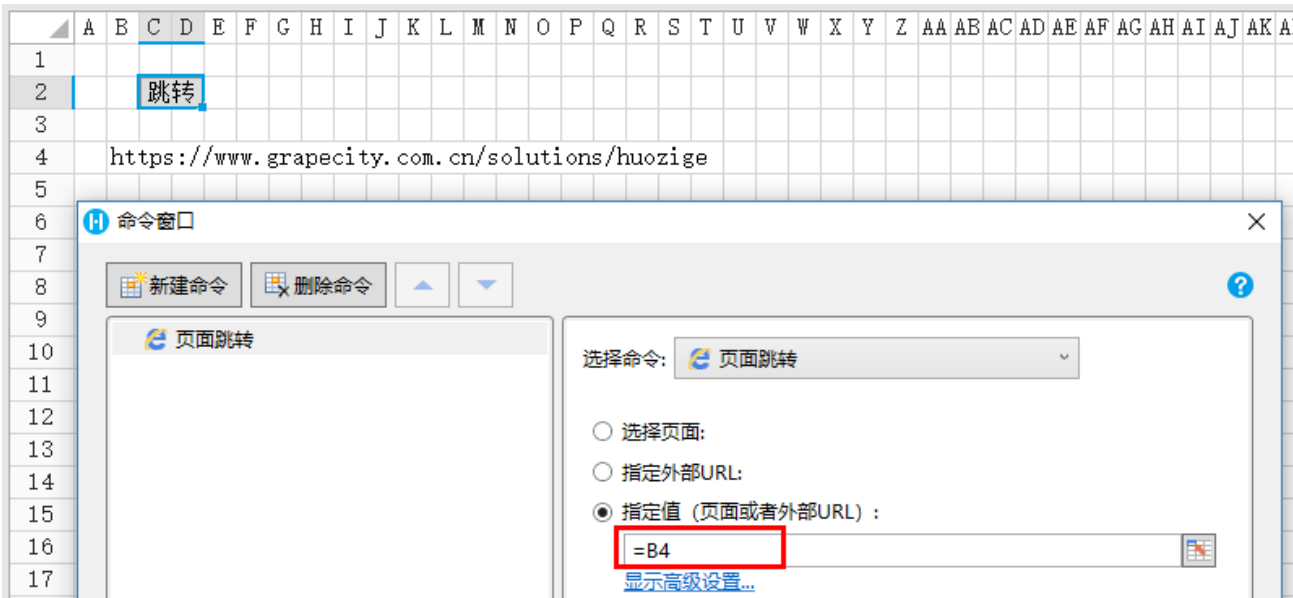 A B C D E F G H I J K L M N O P Q R S T U V W X Y Z AA AB AC AD AE AF AG AH AI AJ AK
1
2 跳转
3
4 https://www.grapecity.com.cn/solutions/huozige
5
6 命令窗口
7
8 新建命令 删除命令
9
10 页面跳转 选择命令: 页面跳转
11
12 选择页面:
13 指定外部URL:
14
15 指定值（页面或者外部URL）:
16 =B4
17 显示高级设置...